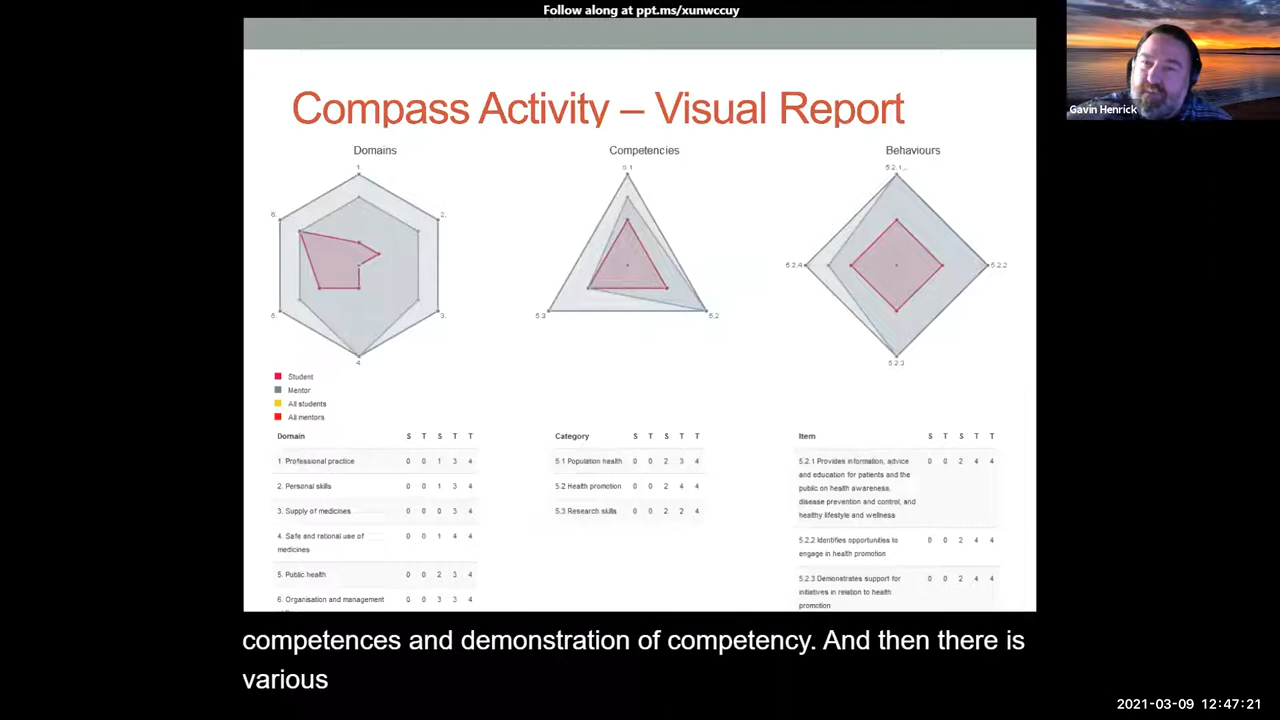 Follow along at ppt.ms/xunwccuy
Gavin Henrick
Compass Activity – Visual Report
Domains
1.
2.
3.
4.
6.
6.
Student
Mentor
All students
All mentors
Domain S T S T T
1 Professional practice 0 0 1 3 4
2. Personal skills 0 0 1 3 4
3. Supply of medicines 0 0 0 3 4
4. Safe and rational use of
medicines 0 0 1 4 4
5. Public health 0 0 2 3 4
6. Organisation and management 0 0 3 3 4
Competencies
5.2
5.3
Category S T S T T
5.1 Population health 0 0 2 3 4
5.2 Health promotion 0 0 2 4 4
5.3 Research skills 0 0 2 2 4
Behaviours
5.2.1...
5.2.2
5.2.3
5.2.4
Item S T S T T
5.2.1 Provides information, advice 0 0 2 4 4
and education for patients and the
public on health awareness,
disease prevention and control, and
healthy lifestyle and wellness
5.2.2 Identifies opportunities to 0 0 2 4 4
engage in health promotion
5.2.3 Demonstrates support for 0 0 2 4 4
initiatives in relation to health
promotion
competences and demonstration of competency. And then there is
various
2021-03-09 12:47:21